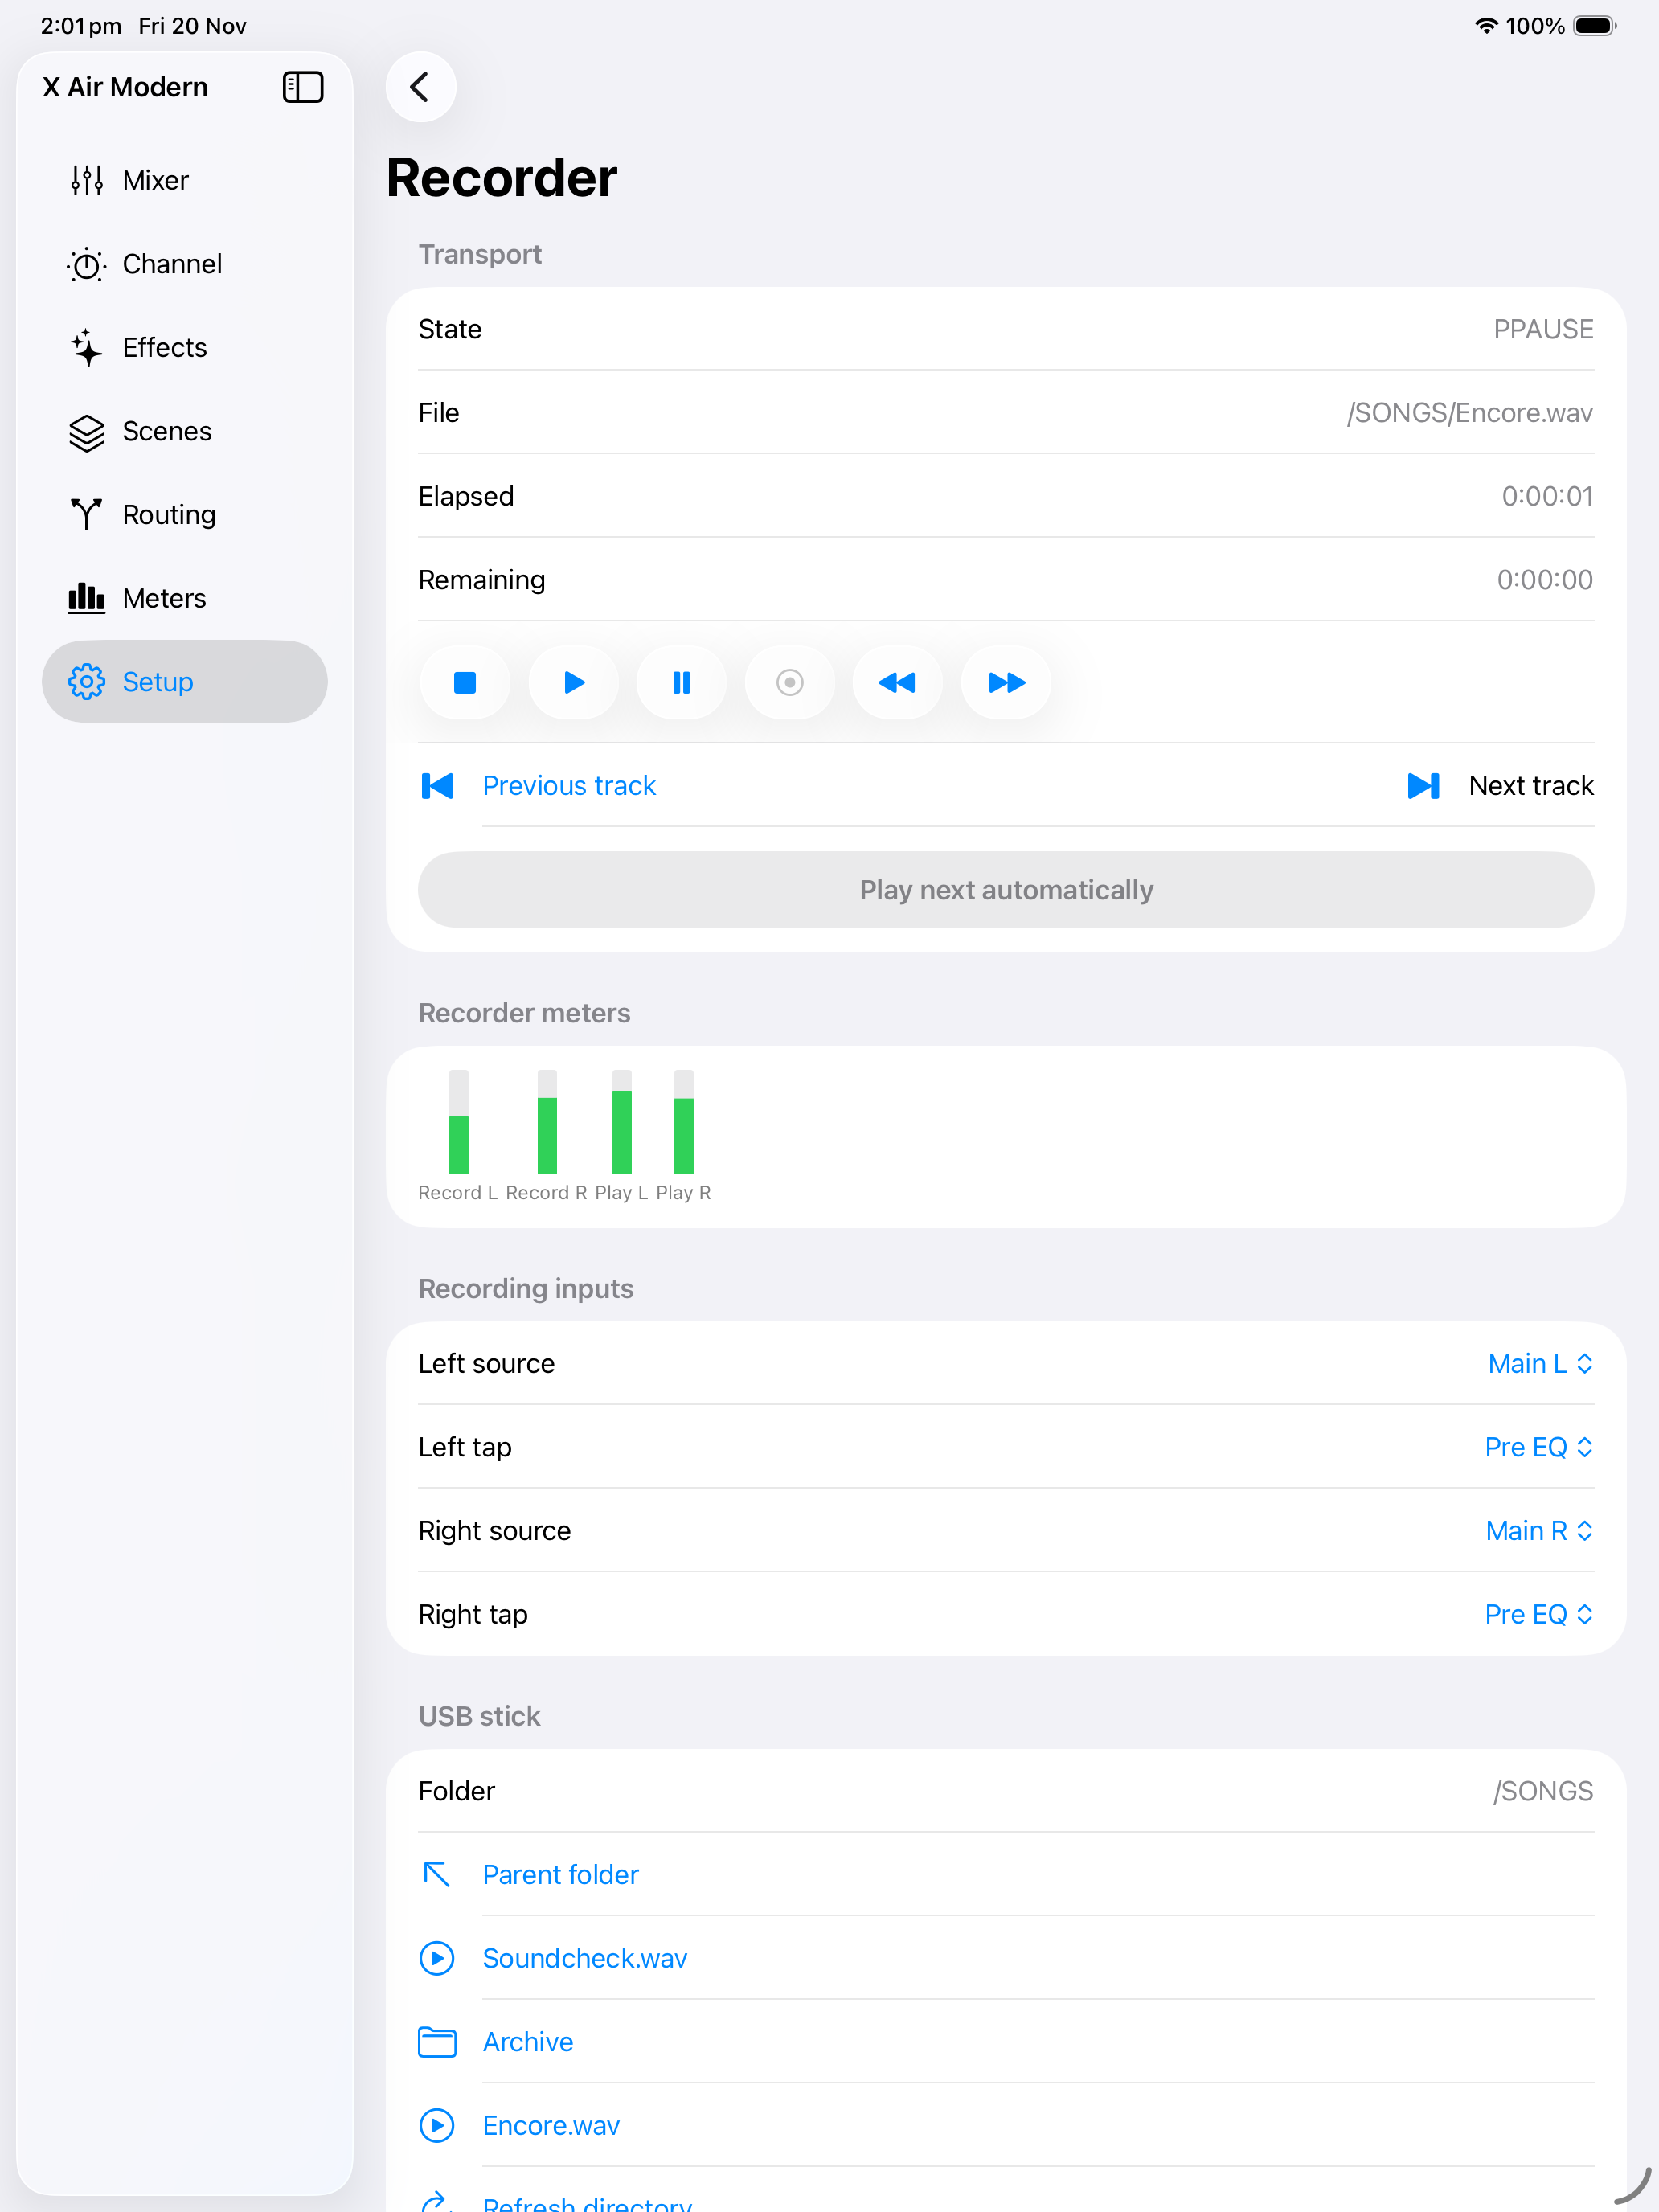 2:01 pm Fri 20 Nov
100%
X Air Modern
Mixer
Channel
Effects
Scenes
Routing
Meters
Setup
Recorder
Transport
State PPAUSE
File /SONGS/Encore.wav
Elapsed 0:00:01
Remaining 0:00:00
Previous track Next track
Play next automatically
Recorder meters
Record L Record R Play L Play R
Recording inputs
Left source Main L
Left tap Pre EQ
Right source Main R
Right tap Pre EQ
USB stick
Folder /SONGS
Parent folder
Soundcheck.wav
Archive
Encore.wav
Refresh directory